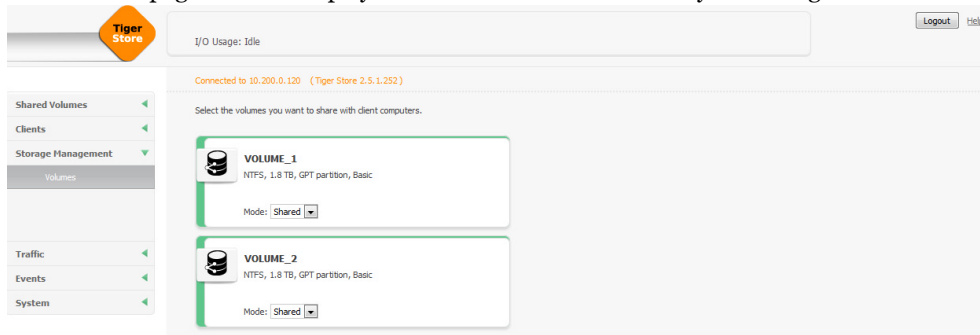 Tiger
Store
I/O Usage: Idle
Logout
Connected to 10.200.0.120 (Tiger Store 2.5.1.252)
Select the volumes you want to share with client computers.
Shared Volumes
Clients
Storage Management
Volumes
Traffic
Events
System
VOLUME_1
NTFS, 1.8 TB, GPT partition, Basic
Mode: Shared
VOLUME_2
NTFS, 1.8 TB, GPT partition, Basic
Mode: Shared